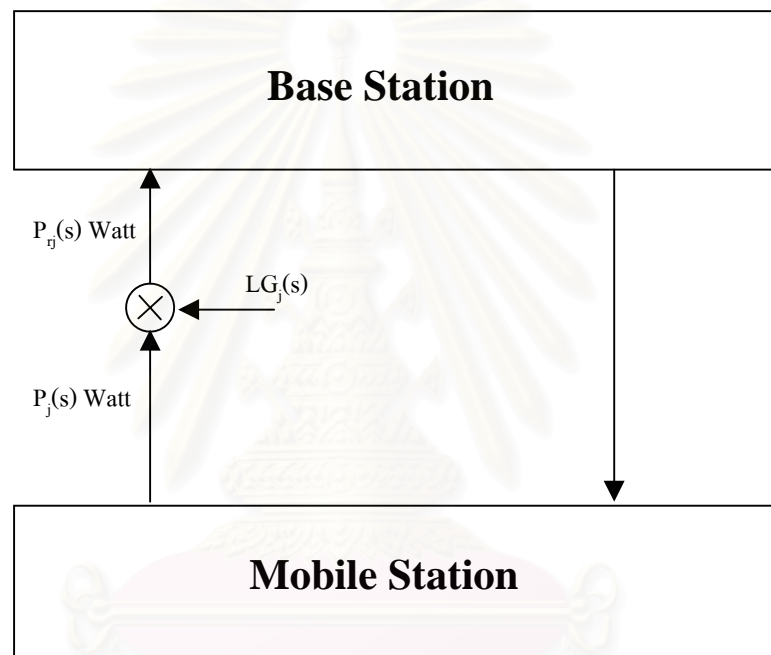 Base Station
P_rj(s) Watt
LG_j(s)
P_j(s) Watt
Mobile Station